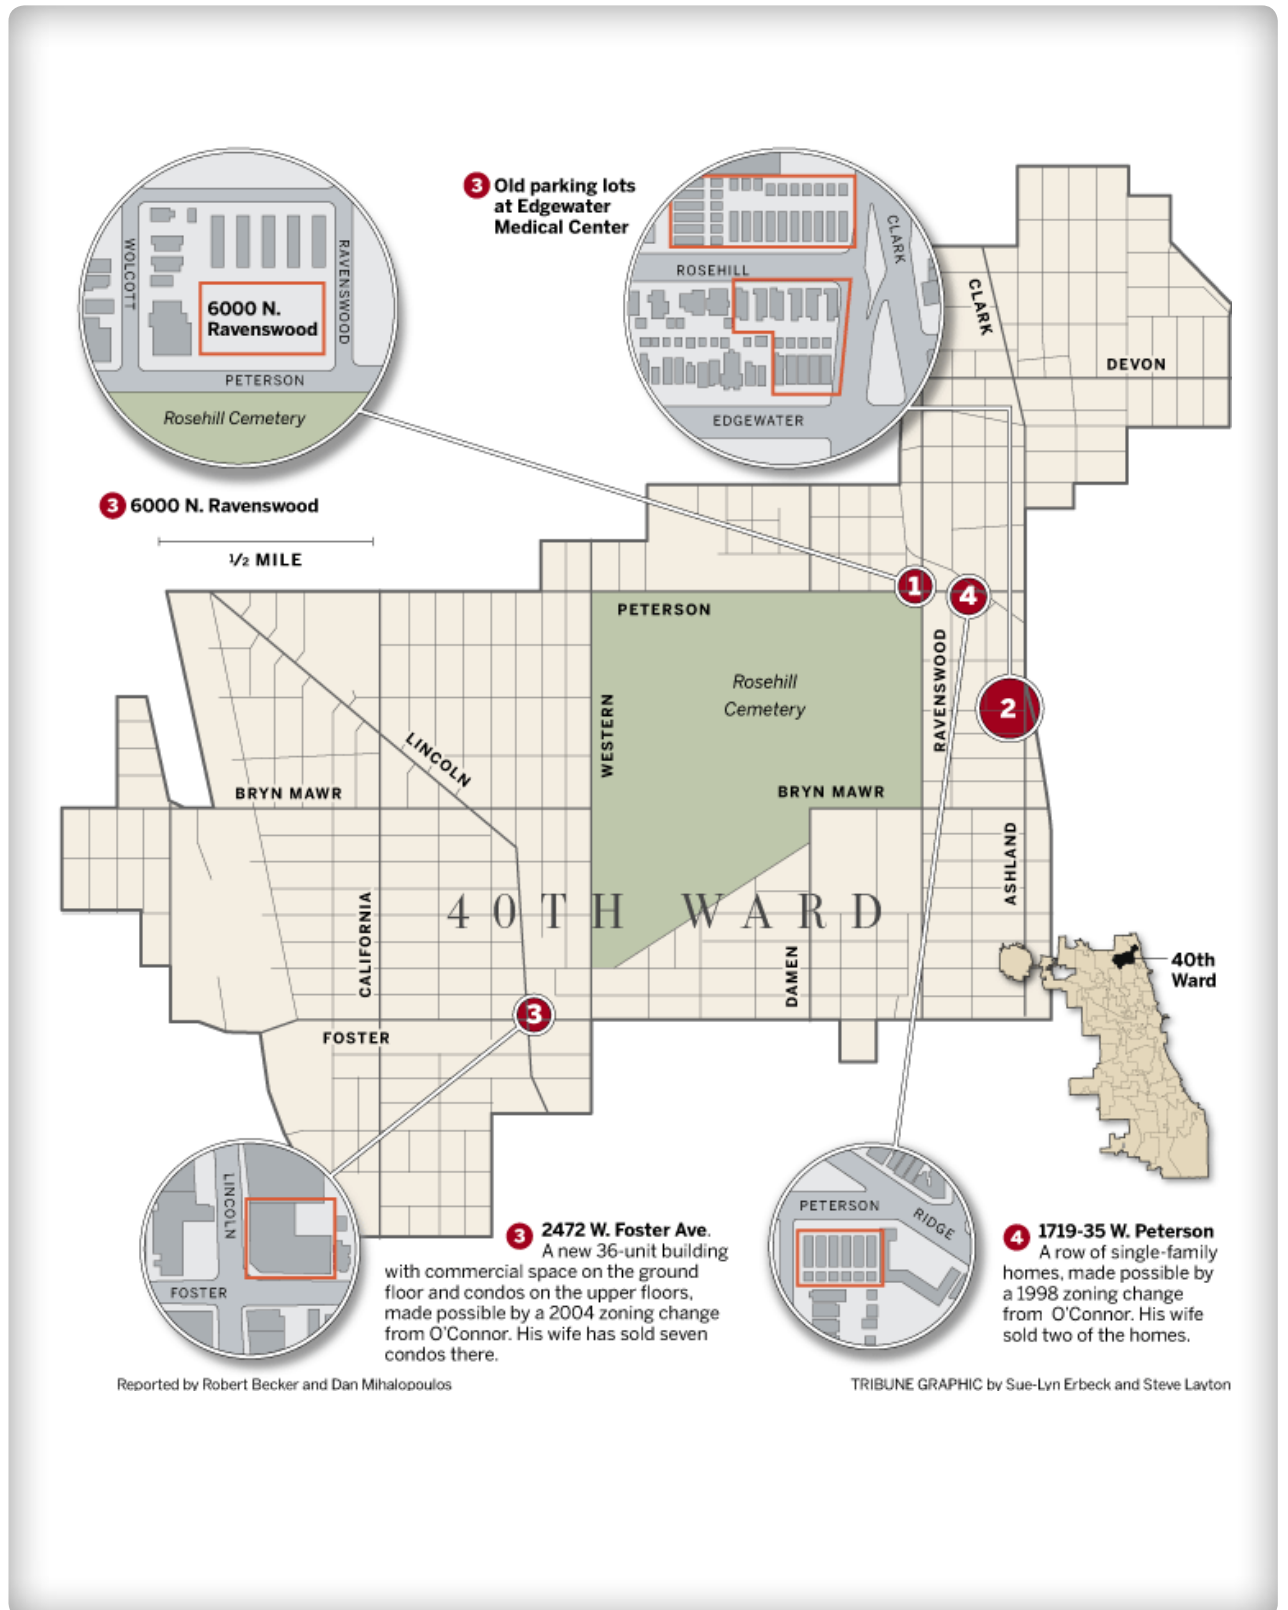 3 Old parking lots
at Edgewater
Medical Center
WOLCOTT
RAVENSWOOD
6000 N.
Ravenswood
PETERSON
Rosehill Cemetery
CLARK
ROSEHILL
EDGEWATER
CLARK
DEVON
3 6000 N. Ravenswood
1/2 MILE
1
4
PETERSON
Rosehill
Cemetery
RAVENSWOOD
2
WESTERN
LINCOLN
BRYN MAWR
BRYN MAWR
ASHLAND
CALIFORNIA
40TH WARD
DAMEN
40th
Ward
3
FOSTER
LINCOLN
FOSTER
PETERSON
RIDGE
3 2472 W. Foster Ave.
A new 36-unit building
with commercial space on the ground
floor and condos on the upper floors,
made possible by a 2004 zoning change
from O'Connor. His wife has sold seven
condos there.
4 1719-35 W. Peterson
A row of single-family
homes, made possible by
a 1998 zoning change
from O'Connor. His wife
sold two of the homes.
Reported by Robert Becker and Dan Mihalopoulos
TRIBUNE GRAPHIC by Sue-Lyn Erbeck and Steve Layton